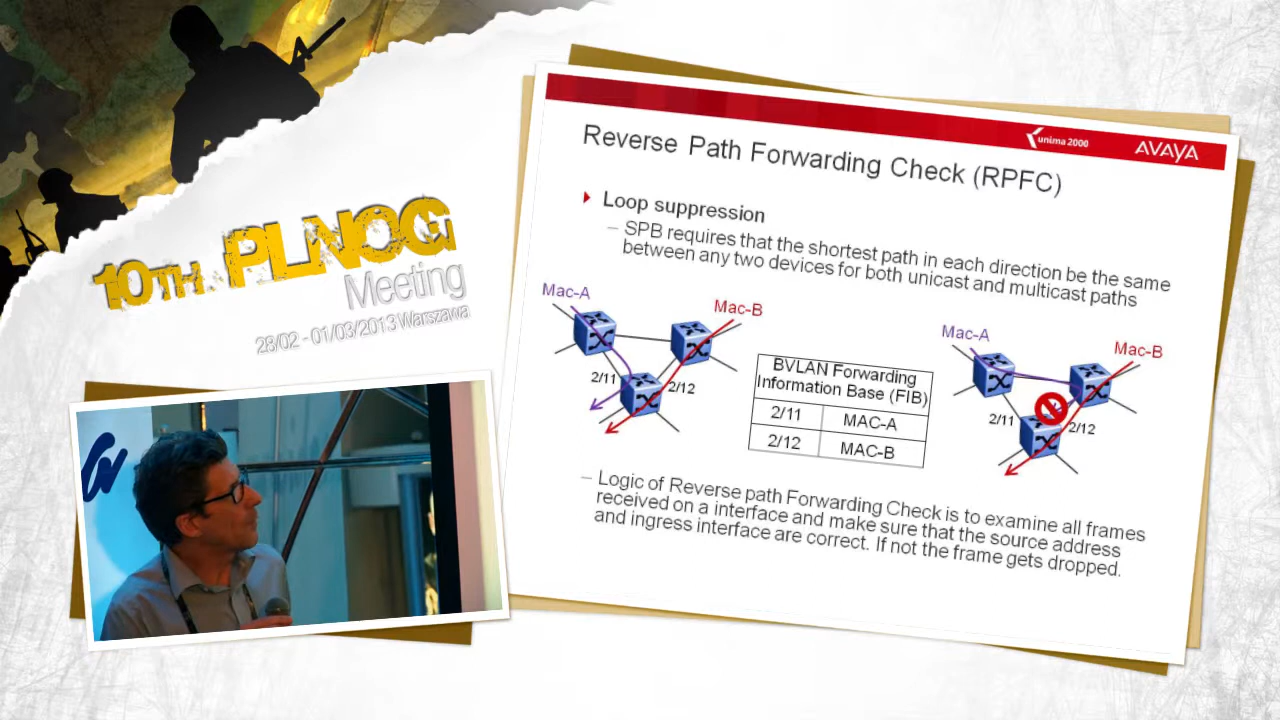 10TH PLNOG
Meeting
28/02 - 01/03/2013 Warszawa
unima 2000
AVAYA
Reverse Path Forwarding Check (RPFC)
Loop suppression
– SPB requires that the shortest path in each direction be the same
between any two devices for both unicast and multicast paths
Mac-A
Mac-B
2/11
2/12
BVLAN Forwarding
Information Base (FIB)
2/11 MAC-A
2/12 MAC-B
Mac-A
Mac-B
2/11
2/12
– Logic of Reverse path Forwarding Check is to examine all frames
received on a interface and make sure that the source address
and ingress interface are correct. If not the frame gets dropped.